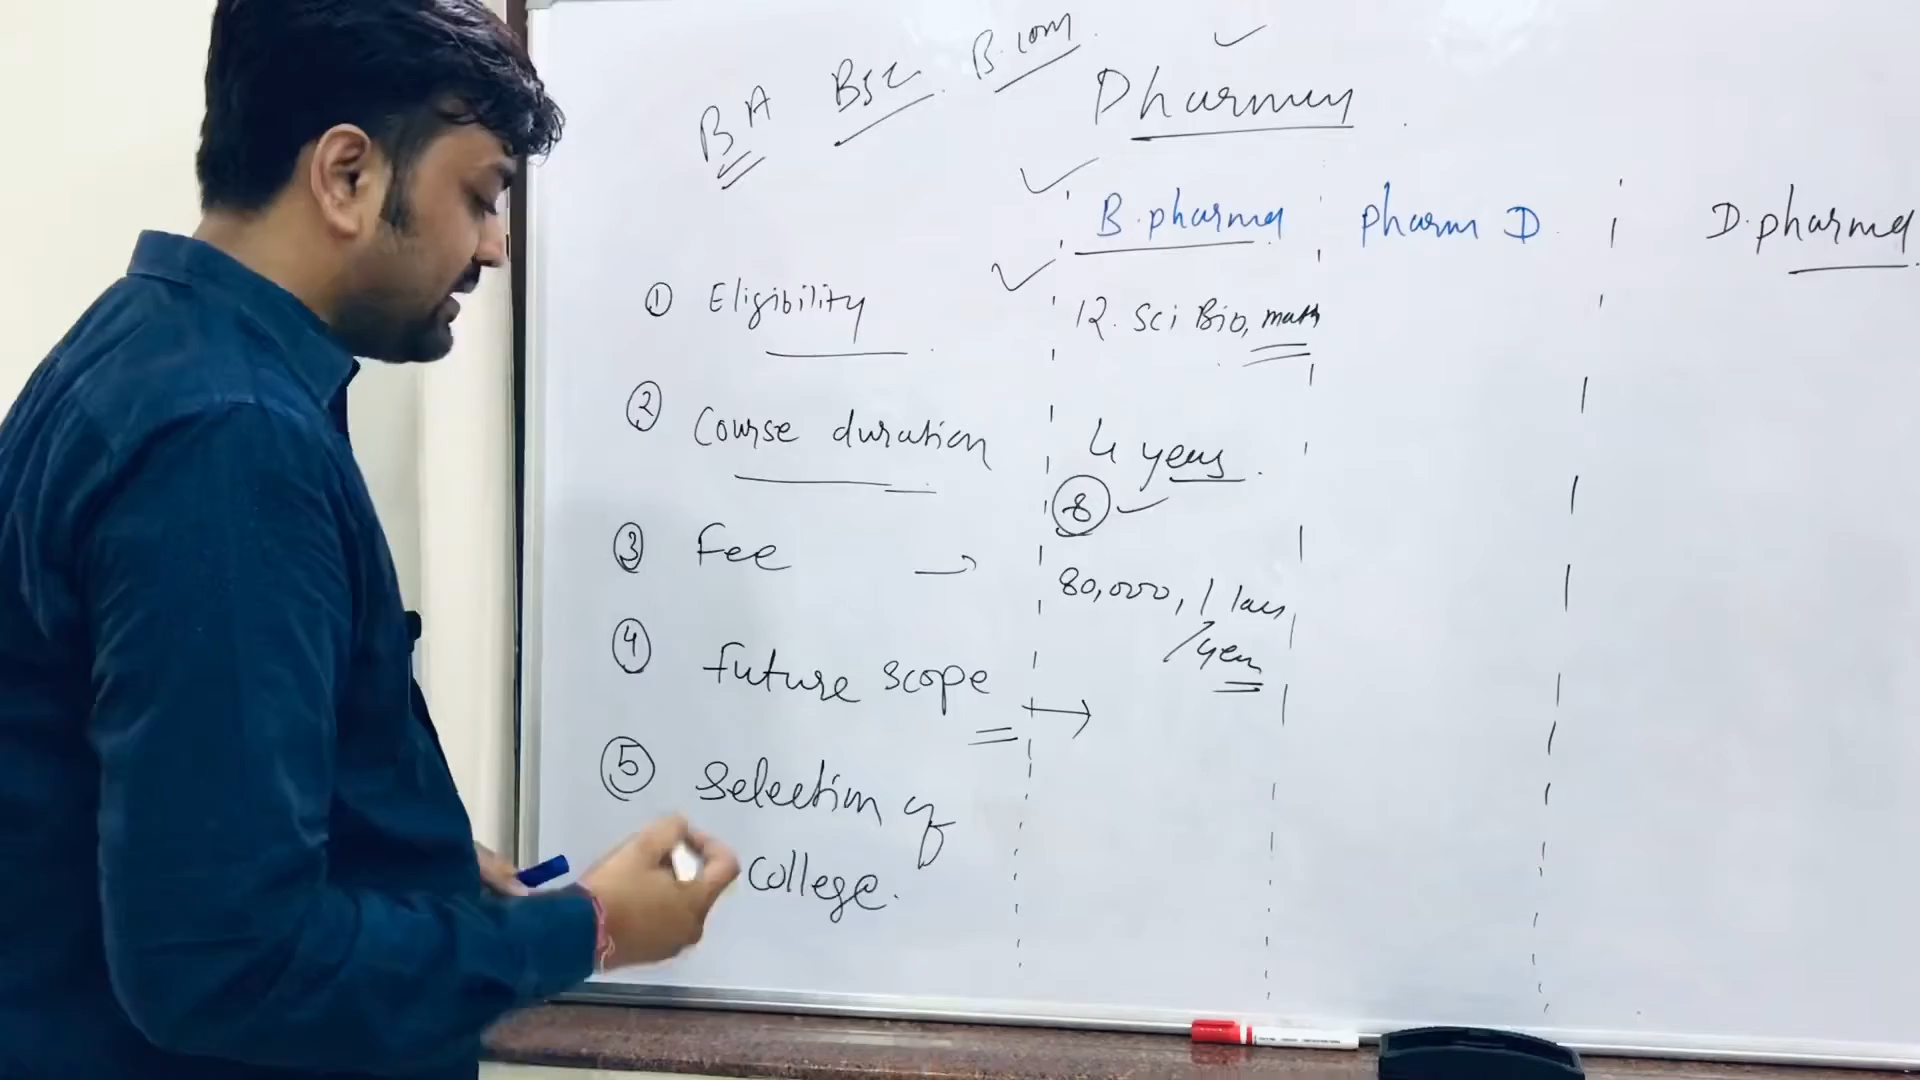 BA BSC B.com.
Pharmacy
B.pharma pharm D D.pharma
① Eligibility 12. Sci Bio, math
② Course duration 4 years.
8
③ Fee → 80,000, 1 lac
/year
④ future scope →
⑤ Selection of
College.